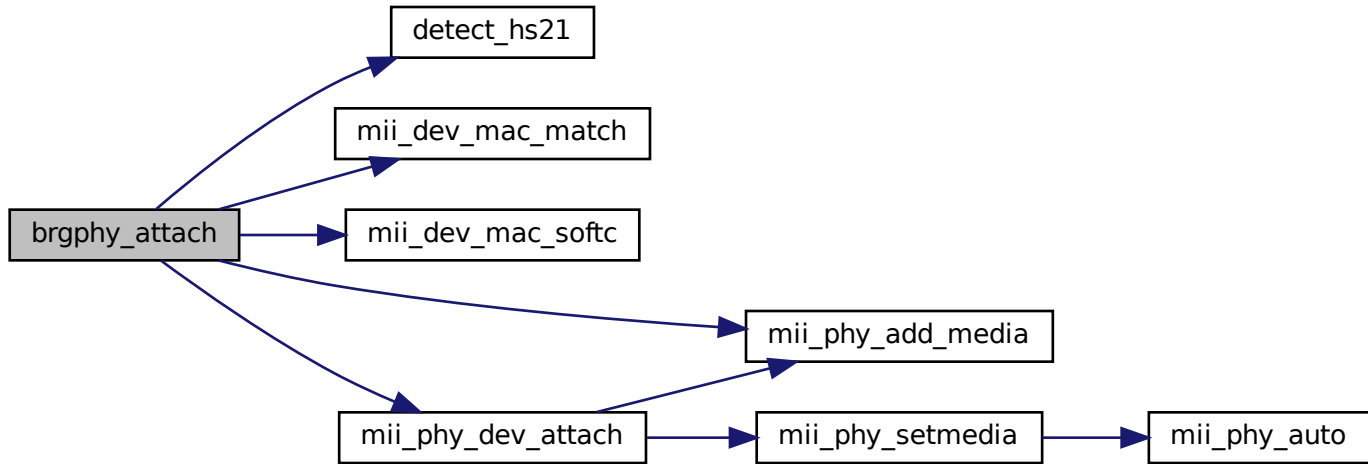 detect_hs21
mii_dev_mac_match
brgphy_attach
mii_dev_mac_softc
mii_phy_add_media
mii_phy_dev_attach
mii_phy_setmedia
mii_phy_auto